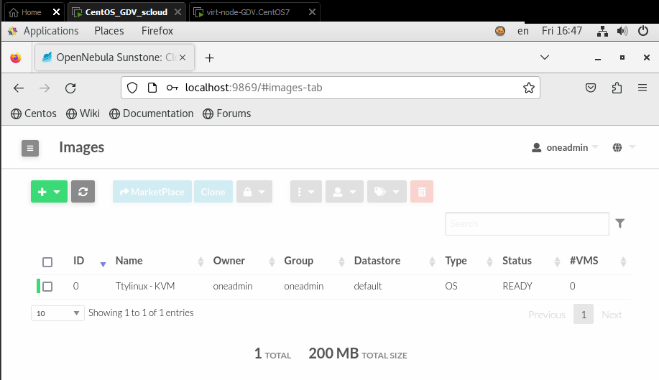 Home × CentOS_GDV_scloud × virt-node-GDV.CentOS7 ×
Applications Places Firefox en Fri 16:47
OpenNebula Sunstone: Cl ×
localhost:9869/#images-tab
Centos Wiki Documentation Forums
Images oneadmin
MarketPlace Clone
Search
ID Name Owner Group Datastore Type Status #VMS
0 Ttylinux - KVM oneadmin oneadmin default OS READY 0
10 Showing 1 to 1 of 1 entries Previous 1 Next
1 TOTAL 200 MB TOTAL SIZE